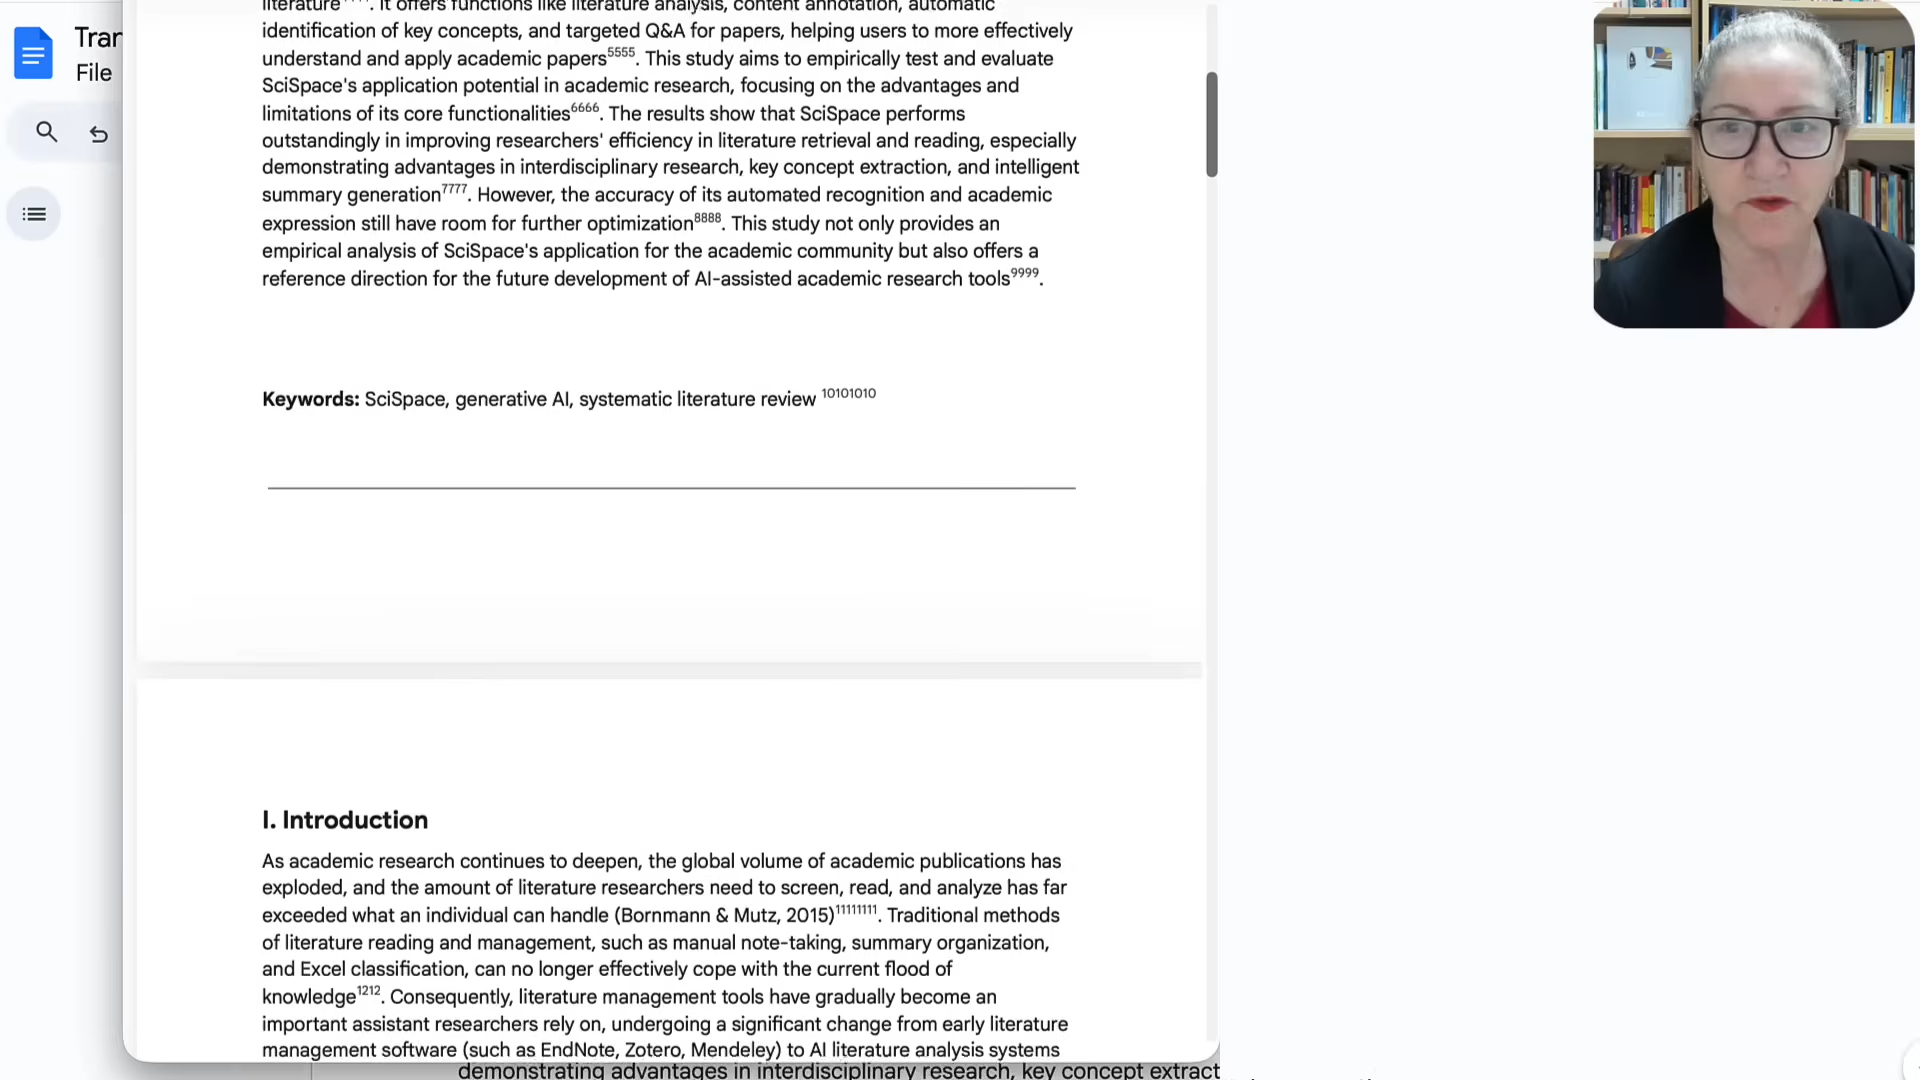 Tran
File
literature. It offers functions like literature analysis, content annotation, automatic
identification of key concepts, and targeted Q&A for papers, helping users to more effectively
understand and apply academic papers⁵⁵⁵⁵. This study aims to empirically test and evaluate
SciSpace's application potential in academic research, focusing on the advantages and
limitations of its core functionalities⁶⁶⁶⁶. The results show that SciSpace performs
outstandingly in improving researchers' efficiency in literature retrieval and reading, especially
demonstrating advantages in interdisciplinary research, key concept extraction, and intelligent
summary generation⁷⁷⁷⁷. However, the accuracy of its automated recognition and academic
expression still have room for further optimization⁸⁸⁸⁸. This study not only provides an
empirical analysis of SciSpace's application for the academic community but also offers a
reference direction for the future development of AI-assisted academic research tools⁹⁹⁹⁹.
Keywords: SciSpace, generative AI, systematic literature review ¹⁰¹⁰¹⁰¹⁰
I. Introduction
As academic research continues to deepen, the global volume of academic publications has
exploded, and the amount of literature researchers need to screen, read, and analyze has far
exceeded what an individual can handle (Bornmann & Mutz, 2015)¹¹¹¹¹¹¹¹. Traditional methods
of literature reading and management, such as manual note-taking, summary organization,
and Excel classification, can no longer effectively cope with the current flood of
knowledge¹²¹². Consequently, literature management tools have gradually become an
important assistant researchers rely on, undergoing a significant change from early literature
management software (such as EndNote, Zotero, Mendeley) to AI literature analysis systems
demonstrating advantages in interdisciplinary research, key concept extract